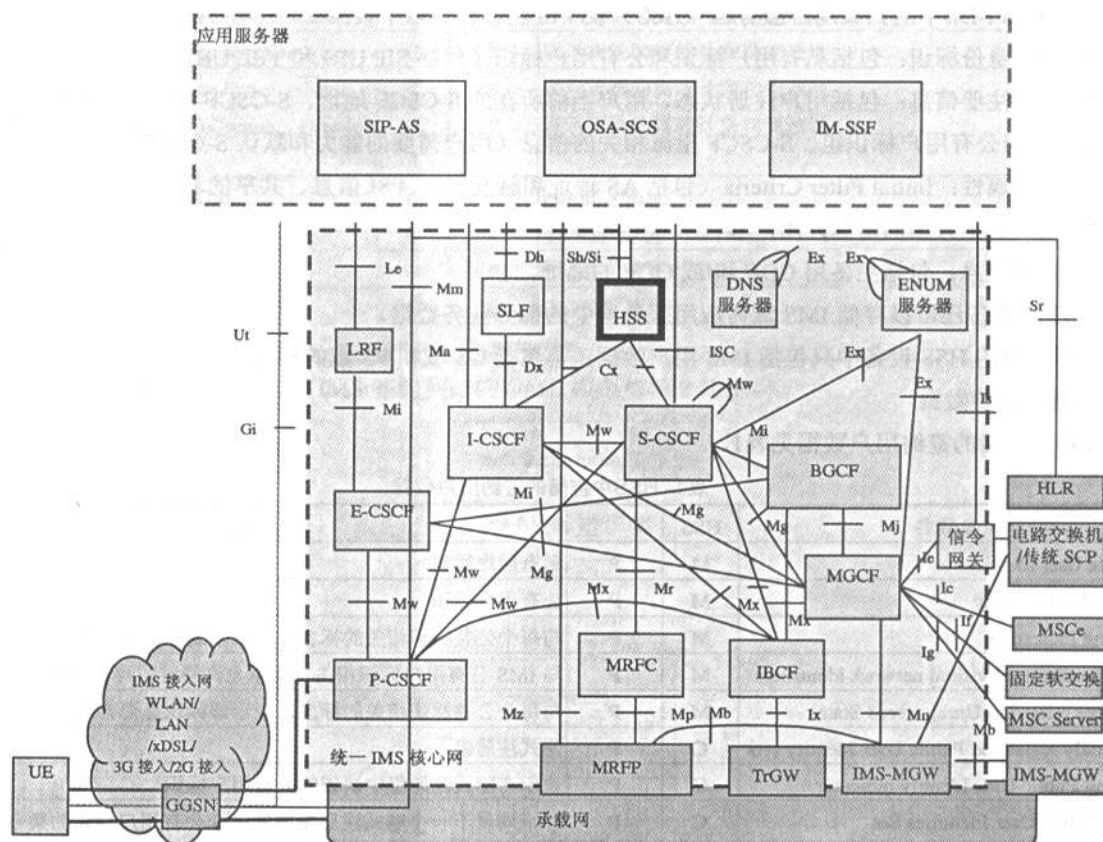 应用服务器
SIP-AS
OSA-SCS
IM-SSF
Le
Mm
Dh
Sh/Si
Ex
Ex
DNS
服务器
ENUM
服务器
SLF
HSS
Sr
Ut
LRF
Ma
Dx
Cx
ISC
Mw
Ex
Ex
Gi
Mi
I-CSCF
Mw
S-CSCF
Mi
BGCF
HLR
E-CSCF
Mi
Mg
Mg
Mj
信令
网关
电路交换机
/传统 SCP
Ie
Mw
Mg
Mr
MGCF
Mw
Mw
Mx
Mx
Mx
Ic
If
MSCe
Ig
P-CSCF
MRFC
IBCF
固定软交换
IMS 接入网
WLAN/
LAN
/xDSL/
3G 接入/2G 接入
Mz
Mp
Mb
Ix
Mn
MSC Server
Mb
统一 IMS 核心网
UE
GGSN
MRFP
TrGW
IMS-MGW
IMS-MGW
承载网